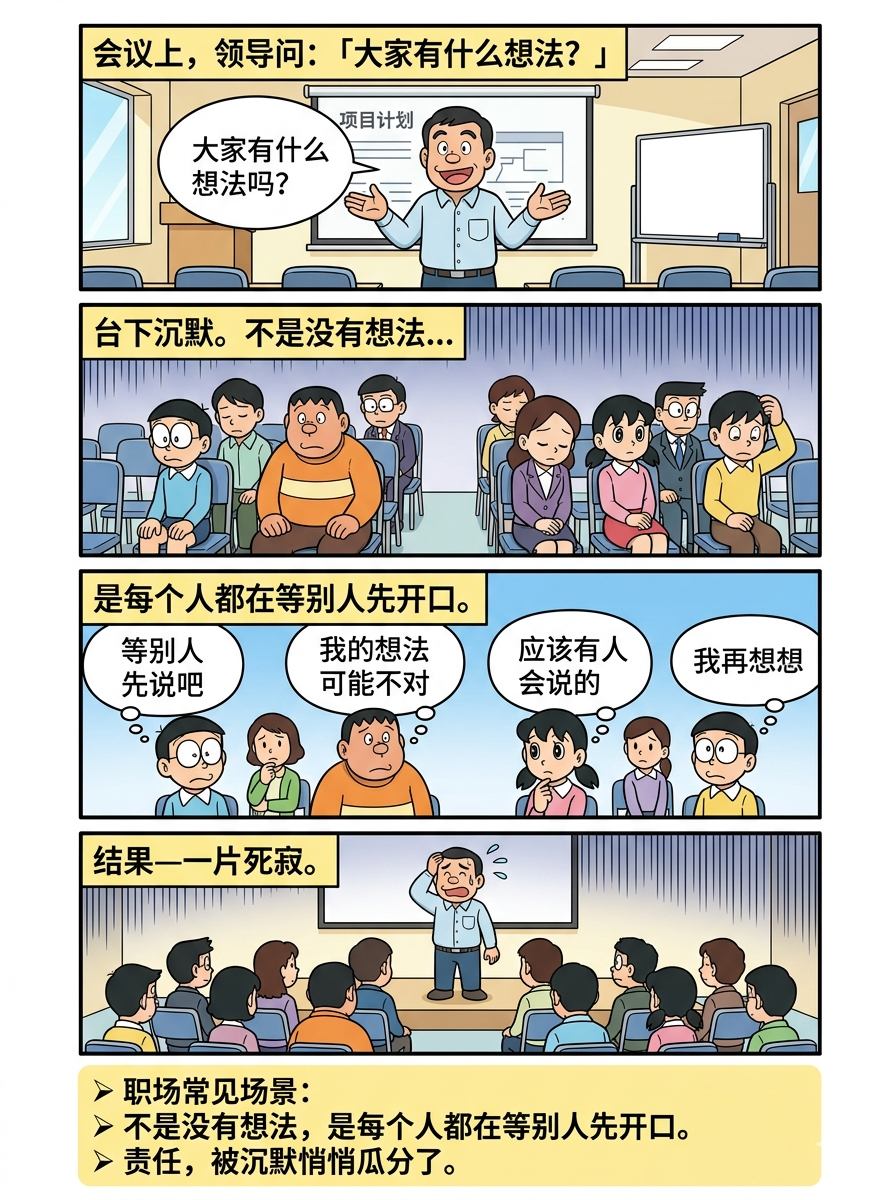 会议上，领导问：「大家有什么想法？」
项目计划
大家有什么
想法吗？
台下沉默。不是没有想法...
是每个人都在等别人先开口。
等别人
先说吧
我的想法
可能不对
应该有人
会说的
我再想想
结果—一片死寂。
➤ 职场常见场景：
➤ 不是没有想法，是每个人都在等别人先开口。
➤ 责任，被沉默悄悄瓜分了。